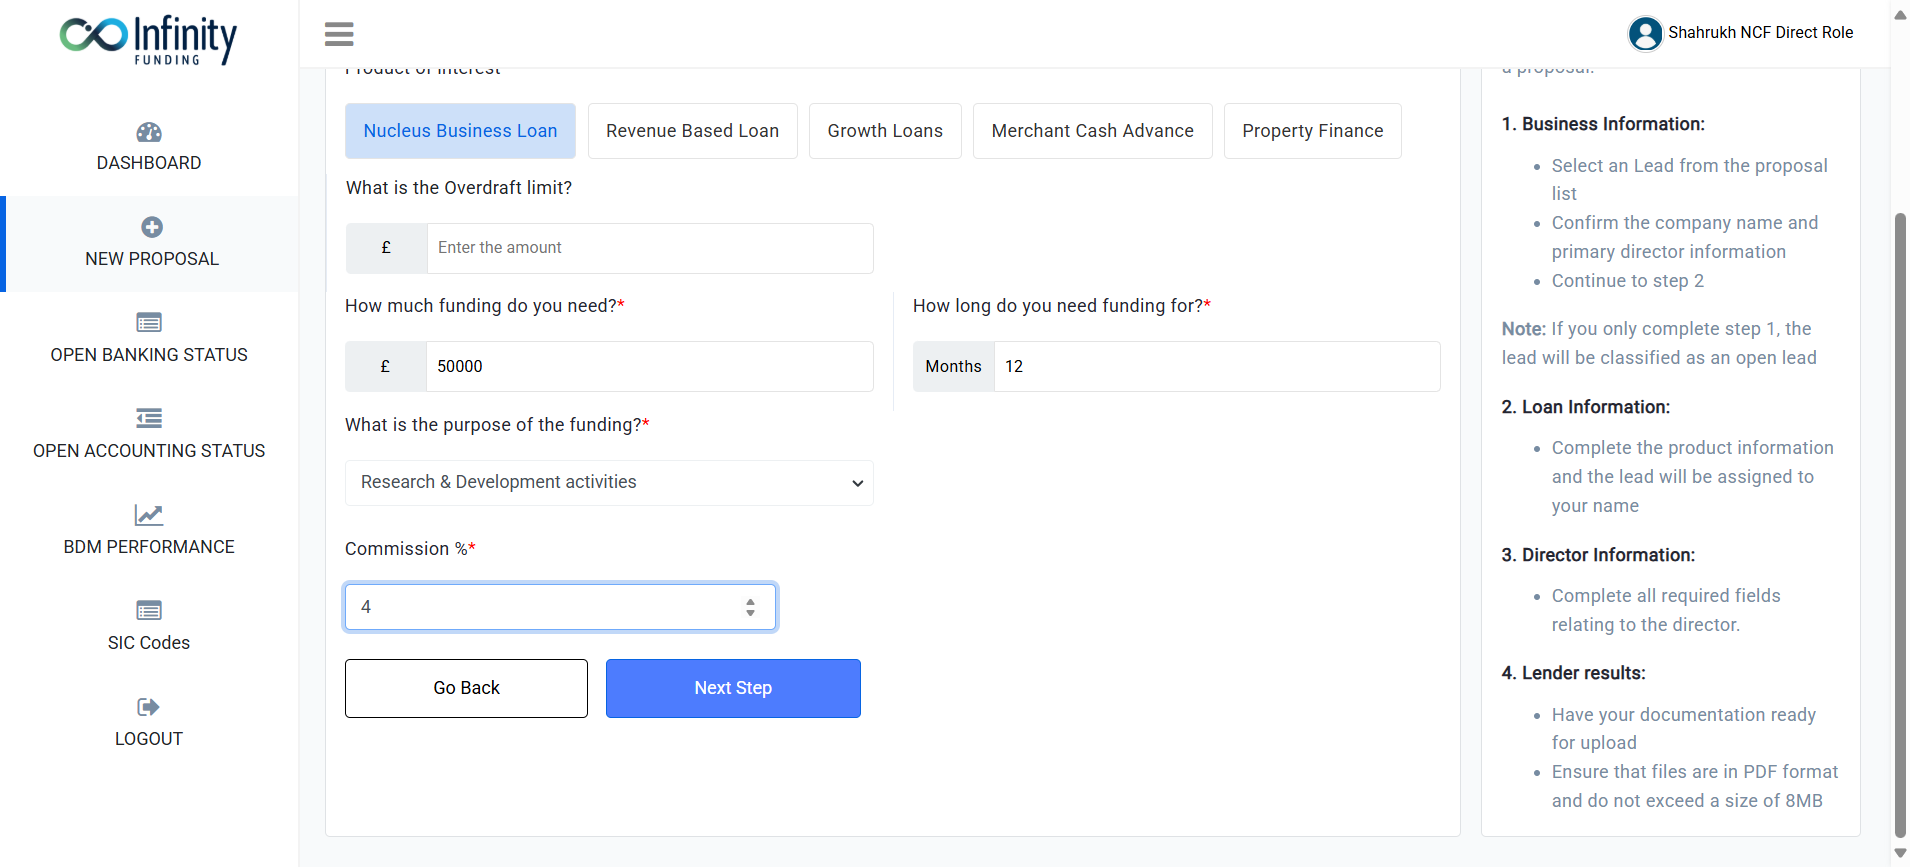 Infinity
FUNDING
Shahrukh NCF Direct Role
DASHBOARD
NEW PROPOSAL
OPEN BANKING STATUS
OPEN ACCOUNTING STATUS
BDM PERFORMANCE
SIC Codes
LOGOUT
Product of Interest
Nucleus Business Loan
Revenue Based Loan
Growth Loans
Merchant Cash Advance
Property Finance
What is the Overdraft limit?
£
Enter the amount
How much funding do you need?*
£
50000
How long do you need funding for?*
Months
12
What is the purpose of the funding?*
Research & Development activities
Commission %*
4
Go Back
Next Step
a proposal.
1. Business Information:
• Select an Lead from the proposal
list
• Confirm the company name and
primary director information
• Continue to step 2
Note: If you only complete step 1, the
lead will be classified as an open lead
2. Loan Information:
• Complete the product information
and the lead will be assigned to
your name
3. Director Information:
• Complete all required fields
relating to the director.
4. Lender results:
• Have your documentation ready
for upload
• Ensure that files are in PDF format
and do not exceed a size of 8MB